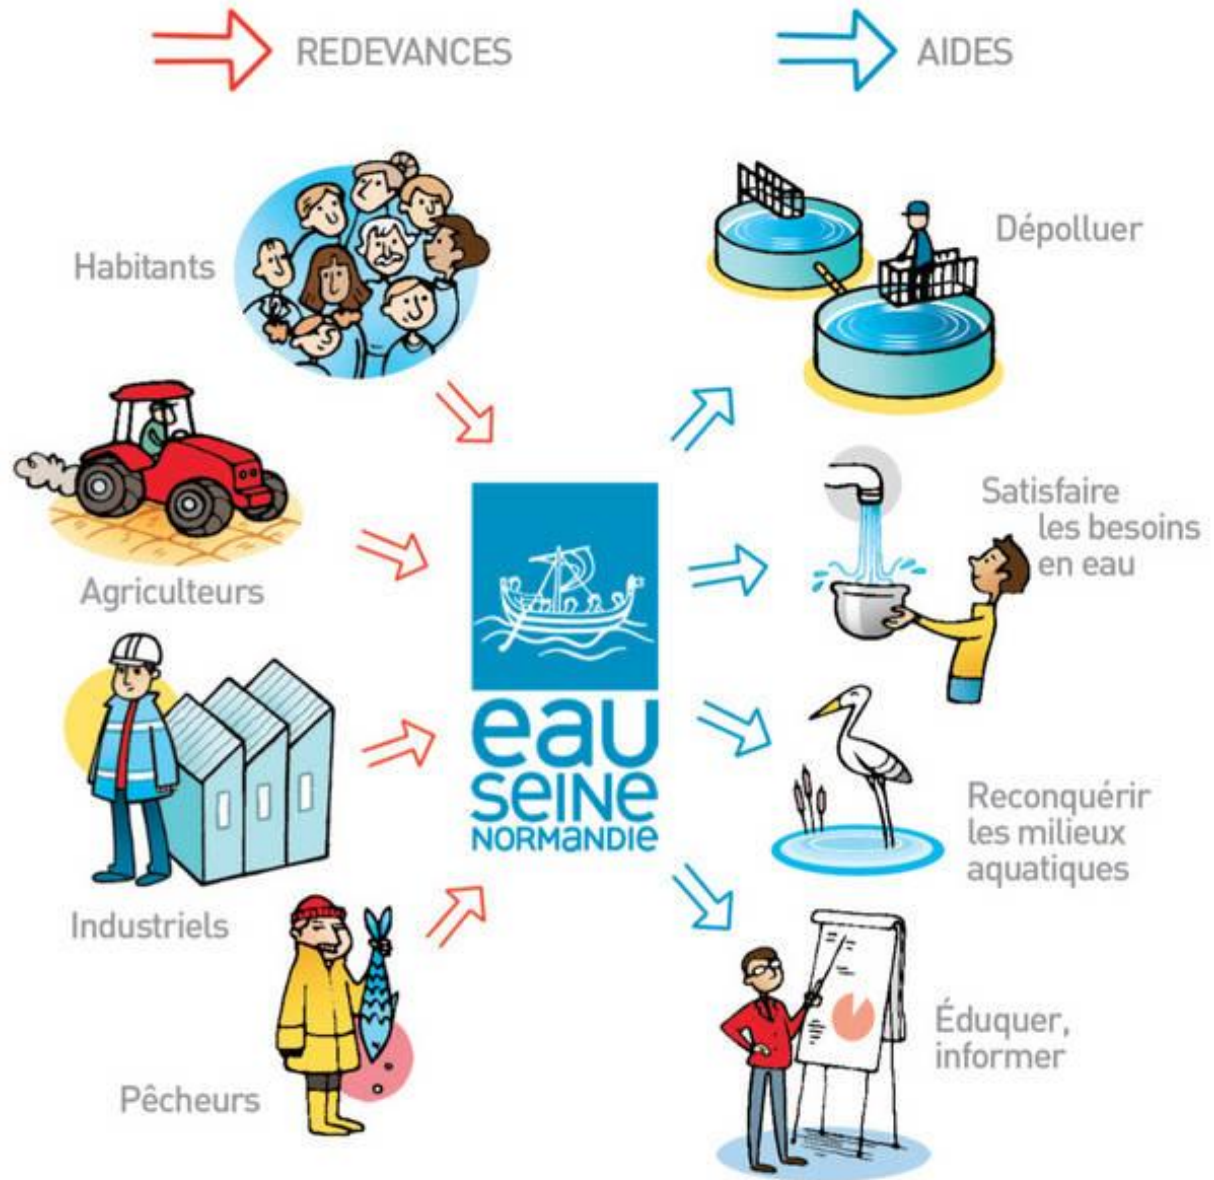 REDEVANCES
AIDES
Habitants
Agriculteurs
Industriels
Pêcheurs
eau
SEINE
NORMANDIE
Dépolluer
Satisfaire
les besoins
en eau
Reconquérir
les milieux
aquatiques
Éduquer,
informer